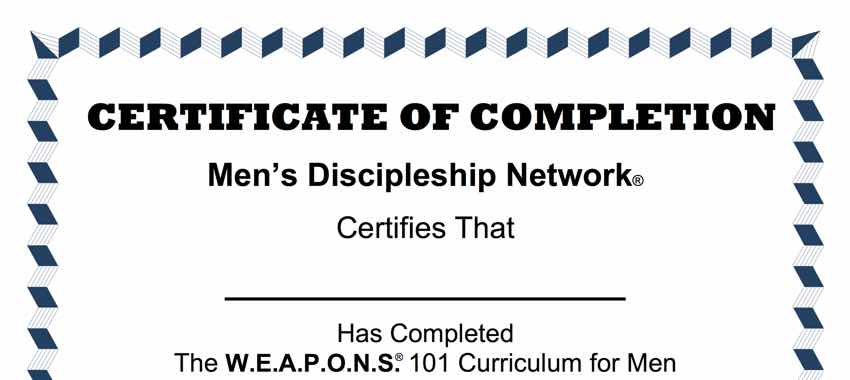 CERTIFICATE OF COMPLETION
Men’s Discipleship Network®
Certifies That
Has Completed
The W.E.A.P.O.N.S.® 101 Curriculum for Men